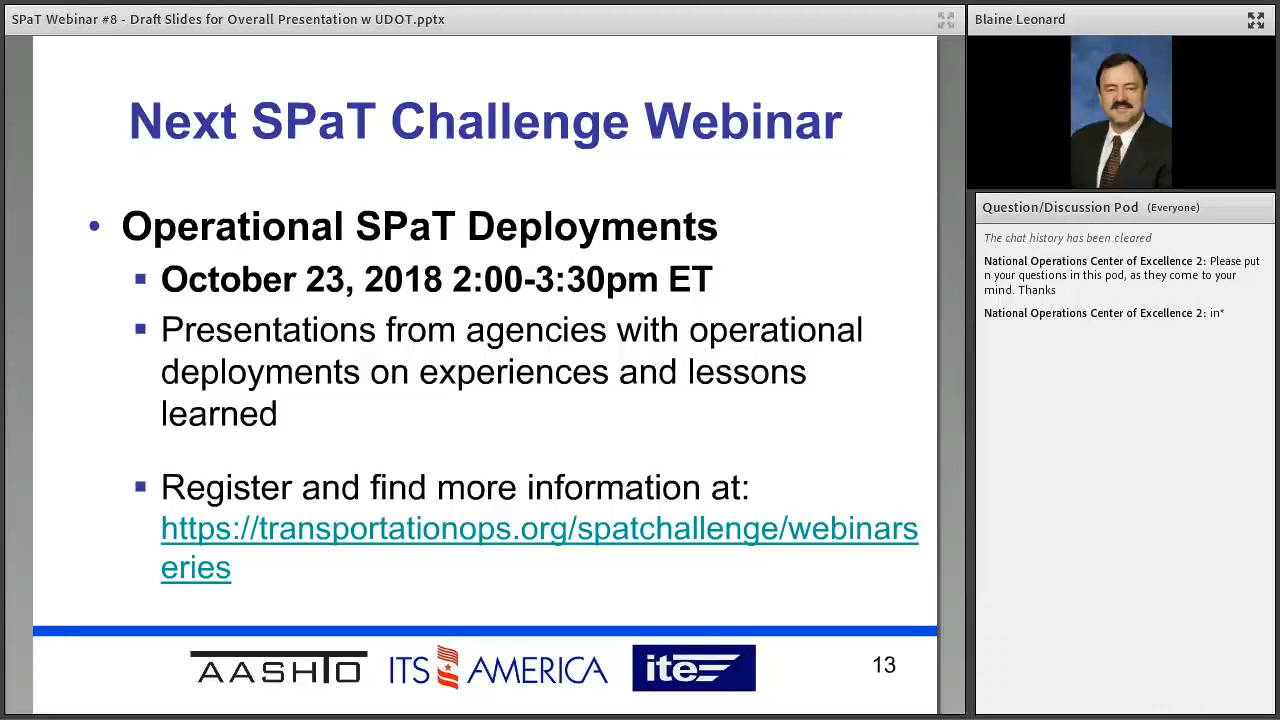 SPaT Webinar #8 - Draft Slides for Overall Presentation w UDOT.pptx
Next SPaT Challenge Webinar
• Operational SPaT Deployments
▪ October 23, 2018 2:00-3:30pm ET
▪ Presentations from agencies with operational
deployments on experiences and lessons
learned
▪ Register and find more information at:
https://transportationops.org/spatchallenge/webinars
eries
AASHTO
ITS AMERICA
ite
13
Blaine Leonard
Question/Discussion Pod (Everyone)
The chat history has been cleared
National Operations Center of Excellence 2: Please put
n your questions in this pod, as they come to your
mind. Thanks
National Operations Center of Excellence 2: in*